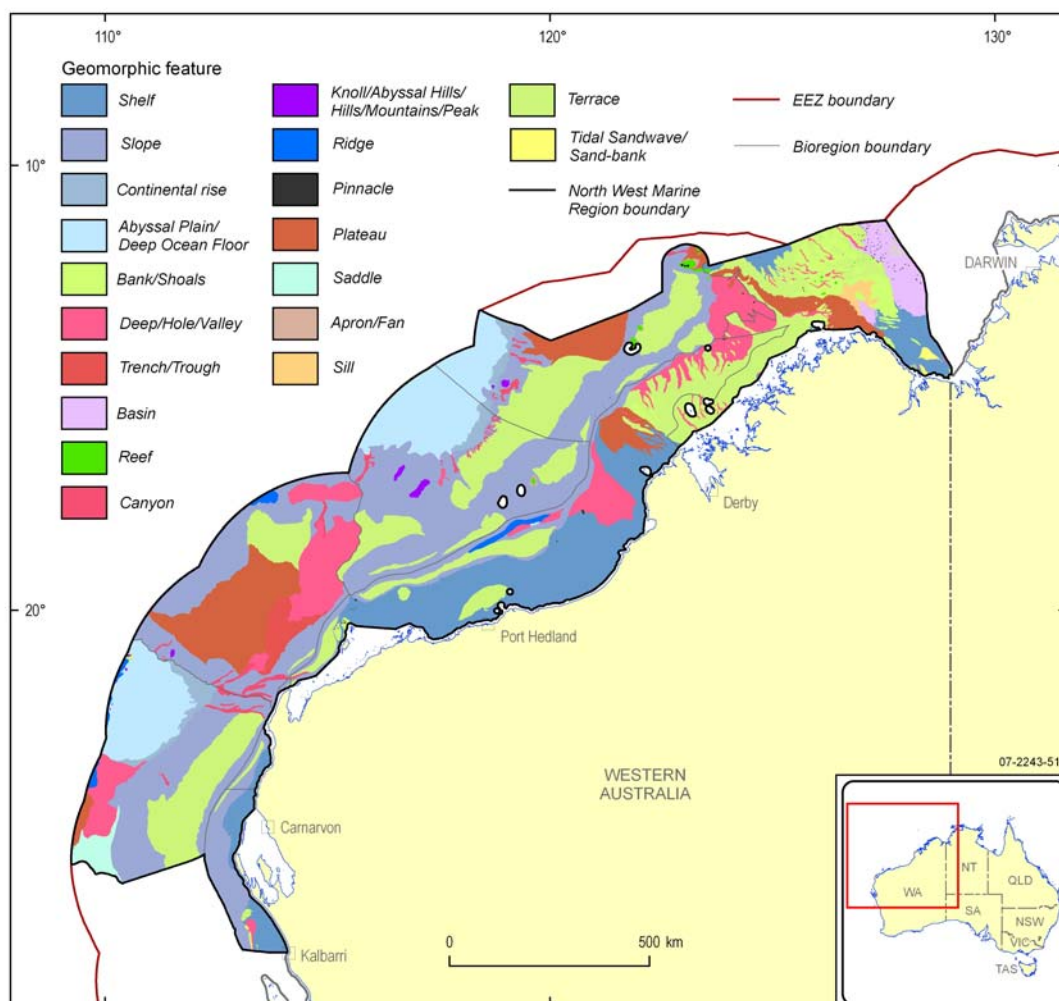 110°
120°
130°
Geomorphic feature
Shelf
Slope
Continental rise
Abyssal Plain/
Deep Ocean Floor
Bank/Shoals
Deep/Hole/Valley
Trench/Trough
Basin
Reef
Canyon
Knoll/Abyssal Hills/
Hills/Mountains/Peak
Ridge
Pinnacle
Plateau
Saddle
Apron/Fan
Sill
Terrace
Tidal Sandwave/
Sand-bank
North West Marine
Region boundary
EEZ boundary
Bioregion boundary
10°
20°
DARWIN
Derby
Port Hedland
WESTERN
AUSTRALIA
Carnarvon
Kalbarri
0
500 km
07-2243-51
WA
NT
QLD
SA
NSW
VIC
TAS